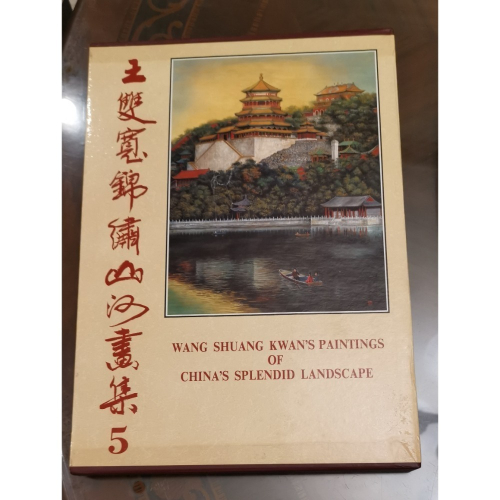 王雙寬錦繡山河畫集5
WANG SHUANG KWAN'S PAINTINGS
OF
CHINA'S SPLENDID LANDSCAPE